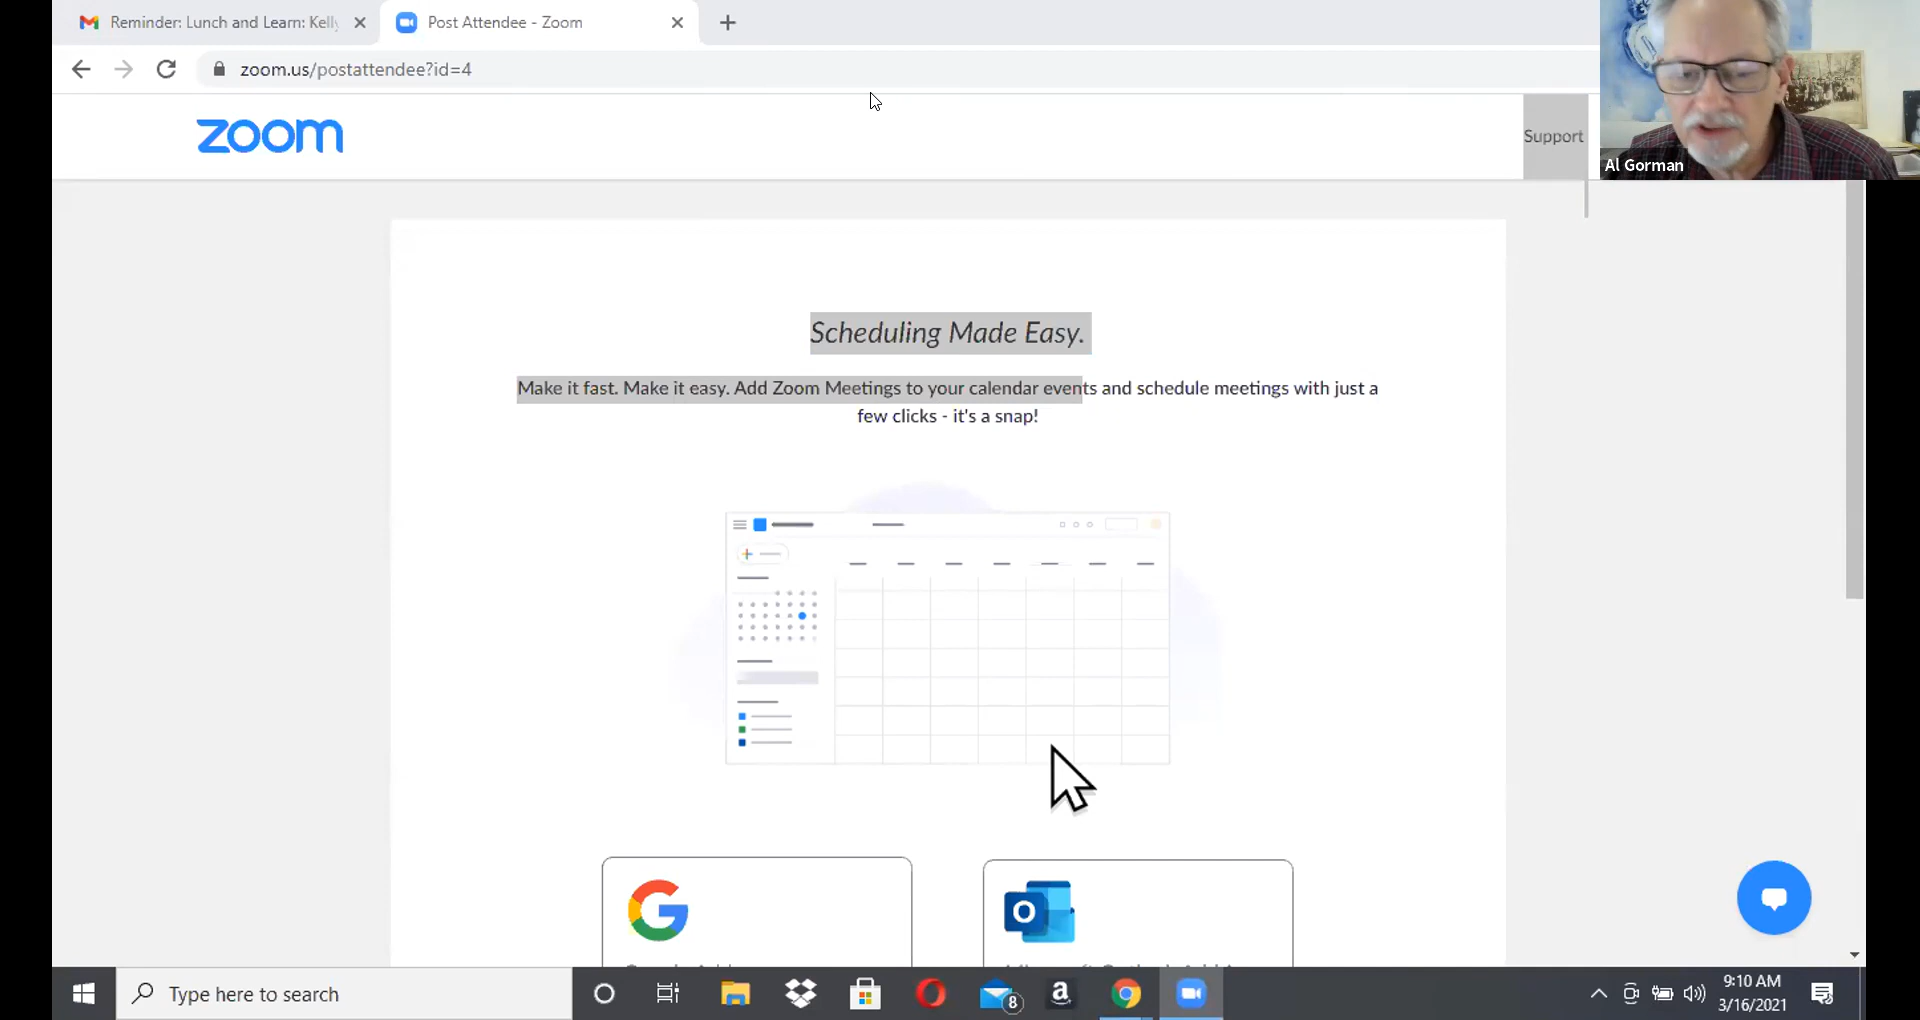 Reminder: Lunch and Learn: Kelly
Post Attendee - Zoom
zoom.us/postattendee?id=4
zoom
Support
Al Gorman
Scheduling Made Easy.
Make it fast. Make it easy. Add Zoom Meetings to your calendar events and schedule meetings with just a
few clicks - it's a snap!
Type here to search
8
9:10 AM
3/16/2021